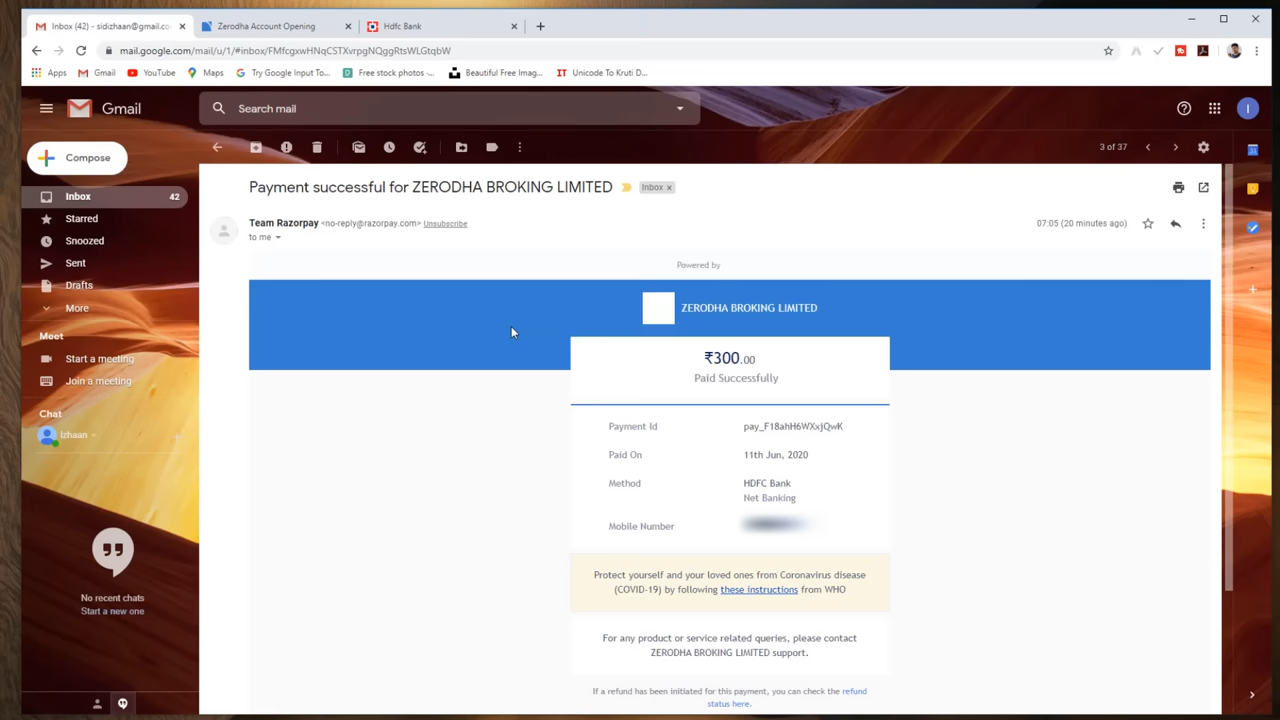 Inbox (42) - sidizhaan@gmail.co
Zerodha Account Opening
Hdfc Bank
mail.google.com/mail/u/1/#inbox/FMfcgxwHNqCSTXvrpgNQggRtsWLGtqbW
Apps
Gmail
YouTube
Maps
Try Google Input To...
Free stock photos -...
Beautiful Free Imag...
Unicode To Kruti D...
Gmail
Search mail
I
Compose
3 of 37
Inbox 42
Starred
Snoozed
Sent
Drafts
More
Meet
Start a meeting
Join a meeting
Chat
Izhaan
No recent chats
Start a new one
Payment successful for ZERODHA BROKING LIMITED
Inbox x
Team Razorpay <no-reply@razorpay.com> Unsubscribe
07:05 (20 minutes ago)
to me
Powered by
ZERODHA BROKING LIMITED
₹300.00
Paid Successfully
Payment Id pay_F18ahH6WXxjQwK
Paid On 11th Jun, 2020
Method HDFC Bank
Net Banking
Mobile Number
Protect yourself and your loved ones from Coronavirus disease
(COVID-19) by following these instructions from WHO
For any product or service related queries, please contact
ZERODHA BROKING LIMITED support.
If a refund has been initiated for this payment, you can check the refund
status here.